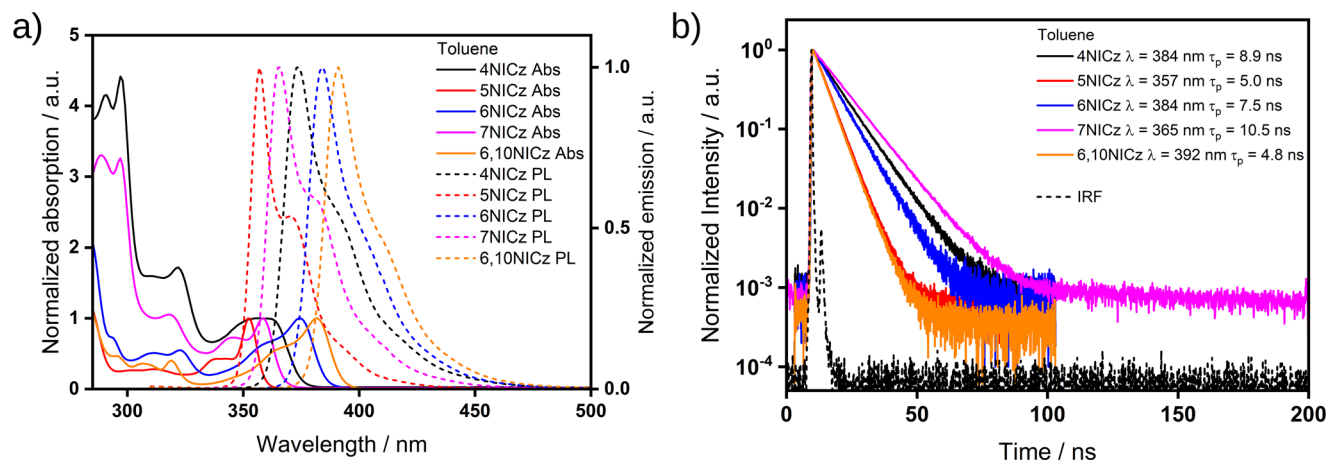 a)
Normalized absorption / a.u.
5
4
3
2
1
0
300
350
400
450
500
Wavelength / nm
1.0
0.5
0.0
Normalized emission / a.u.
Toluene
4NICz Abs
5NICz Abs
6NICz Abs
7NICz Abs
6,10NICz Abs
4NICz PL
5NICz PL
6NICz PL
7NICz PL
6,10NICz PL
b)
Normalized Intensity / a.u.
10⁰
10⁻¹
10⁻²
10⁻³
10⁻⁴
0
50
100
150
200
Time / ns
Toluene
4NICz λ = 384 nm τₚ = 8.9 ns
5NICz λ = 357 nm τₚ = 5.0 ns
6NICz λ = 384 nm τₚ = 7.5 ns
7NICz λ = 365 nm τₚ = 10.5 ns
6,10NICz λ = 392 nm τₚ = 4.8 ns
IRF